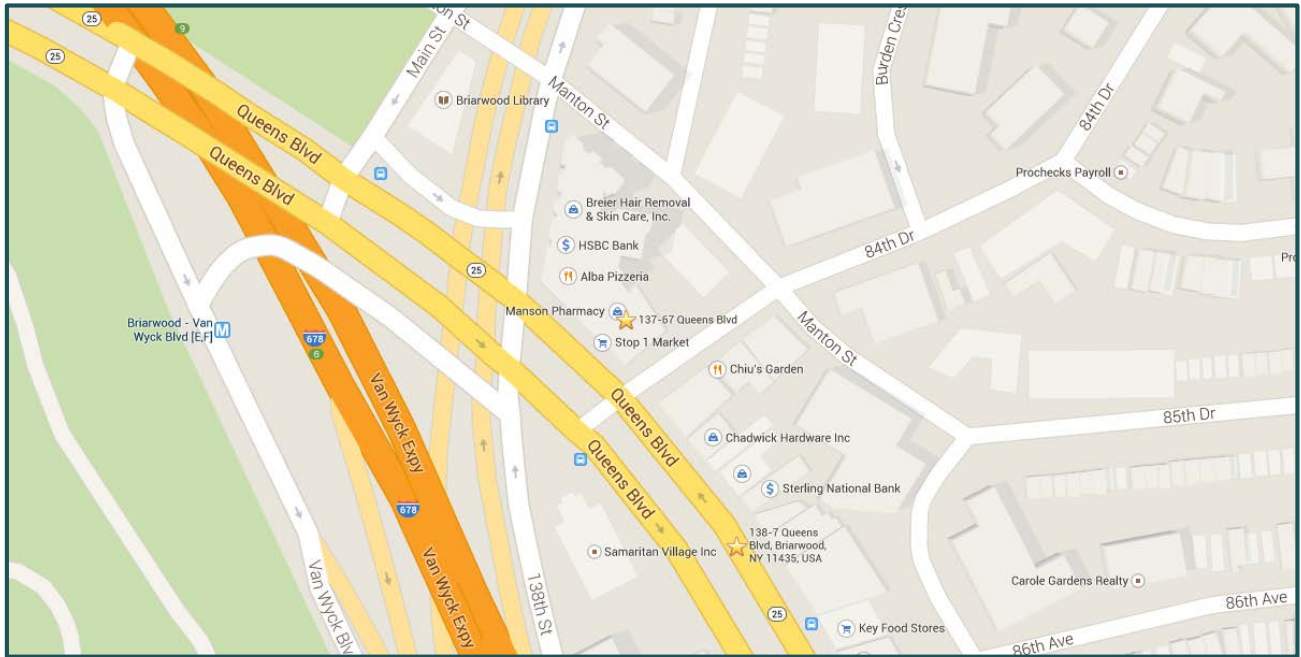 25
9
25
Main St
Manton St
Burden Cres
Queens Blvd
Queens Blvd
Briarwood Library
84th Dr
Prochecks Payroll
Breier Hair Removal
& Skin Care, Inc.
HSBC Bank
84th Dr
25
Alba Pizzeria
Manson Pharmacy
137-67 Queens Blvd
Stop 1 Market
Briarwood - Van
Wyck Blvd [E,F]
M
678
6
Manton St
Chiu's Garden
Van Wyck Expy
Queens Blvd
85th Dr
Chadwick Hardware Inc
Queens Blvd
Sterling National Bank
678
138-7 Queens
Blvd, Briarwood,
NY 11435, USA
Samaritan Village Inc
Van Wyck Expy
Van Wyck Blv
138th St
Carole Gardens Realty
86th Ave
25
Key Food Stores
86th Ave